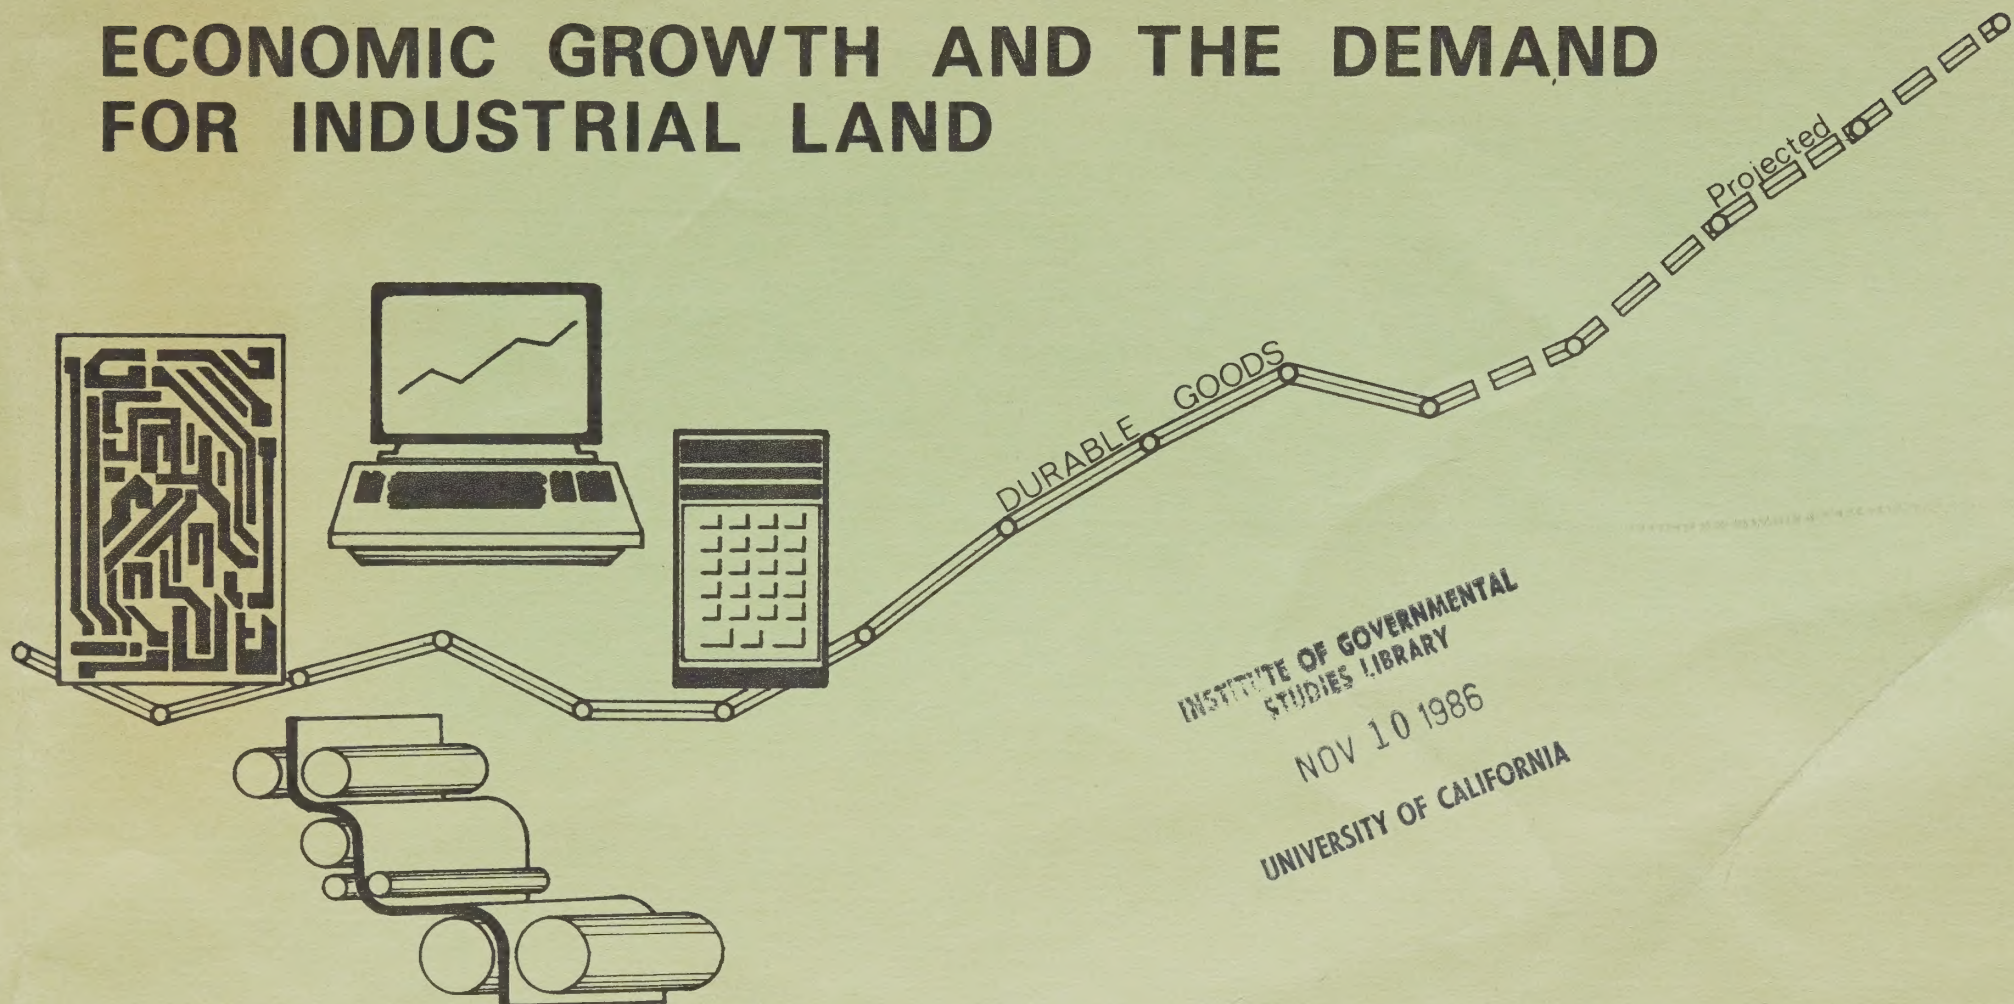 ECONOMIC GROWTH AND THE DEMAND
FOR INDUSTRIAL LAND
Projected
DURABLE GOODS
INSTITUTE OF GOVERNMENTAL
STUDIES LIBRARY
NOV 10 1986
UNIVERSITY OF CALIFORNIA